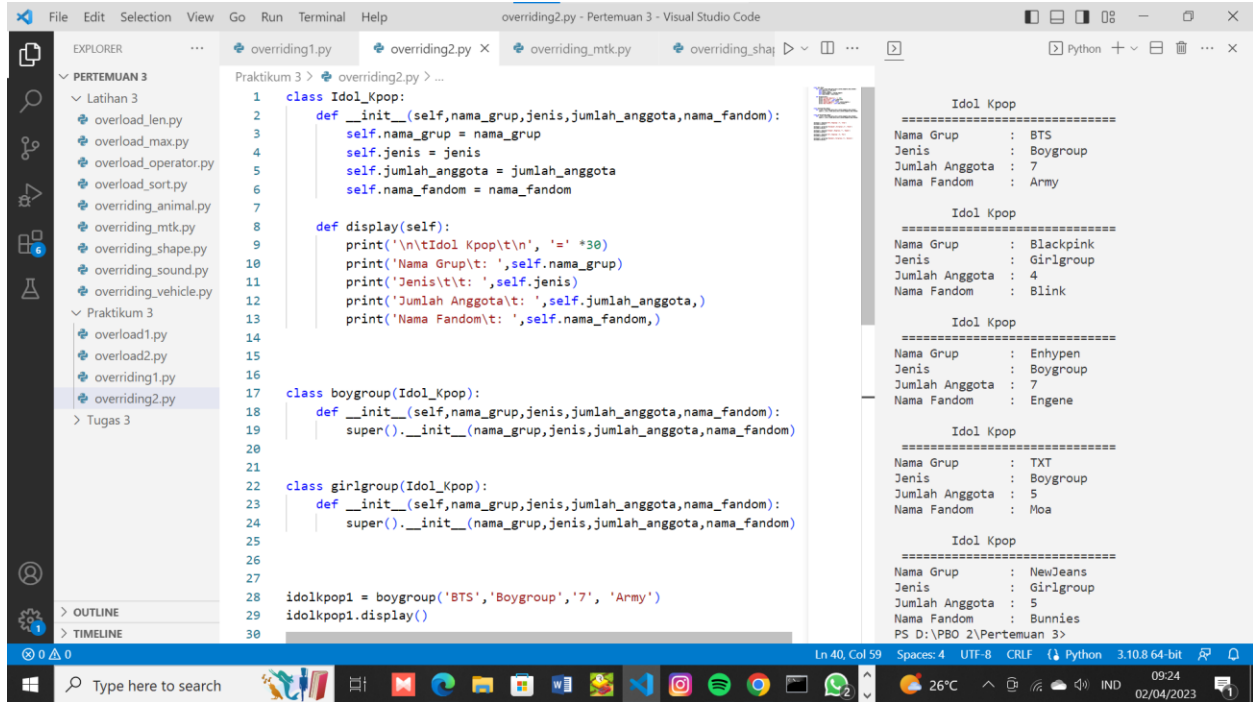 File Edit Selection View Go Run Terminal Help overriding2.py - Pertemuan 3 - Visual Studio Code
EXPLORER
PERTEMUAN 3
Latihan 3
overload_len.py
overload_max.py
overload_operator.py
overload_sort.py
overriding_animal.py
overriding_mtk.py
overriding_shape.py
overriding_sound.py
overriding_vehicle.py
Praktikum 3
overload1.py
overload2.py
overriding1.py
overriding2.py
Tugas 3
OUTLINE
TIMELINE
6
1
overriding1.py overriding2.py overriding_mtk.py overriding_shap
Praktikum 3 > overriding2.py > ...
1 class Idol_Kpop:
2 def __init__(self,nama_grup,jenis,jumlah_anggota,nama_fandom):
3 self.nama_grup = nama_grup
4 self.jenis = jenis
5 self.jumlah_anggota = jumlah_anggota
6 self.nama_fandom = nama_fandom
7
8 def display(self):
9 print('\n\tIdol Kpop\t\n', '=' *30)
10 print('Nama Grup\t: ',self.nama_grup)
11 print('Jenis\t\t: ',self.jenis)
12 print('Jumlah Anggota\t: ',self.jumlah_anggota,)
13 print('Nama Fandom\t: ',self.nama_fandom,)
14
15
16
17 class boygroup(Idol_Kpop):
18 def __init__(self,nama_grup,jenis,jumlah_anggota,nama_fandom):
19 super().__init__(nama_grup,jenis,jumlah_anggota,nama_fandom)
20
21
22 class girlgroup(Idol_Kpop):
23 def __init__(self,nama_grup,jenis,jumlah_anggota,nama_fandom):
24 super().__init__(nama_grup,jenis,jumlah_anggota,nama_fandom)
25
26
27
28 idolkpop1 = boygroup('BTS','Boygroup','7', 'Army')
29 idolkpop1.display()
30
Python
Idol Kpop
==============================
Nama Grup : BTS
Jenis : Boygroup
Jumlah Anggota : 7
Nama Fandom : Army
Idol Kpop
==============================
Nama Grup : Blackpink
Jenis : Girlgroup
Jumlah Anggota : 4
Nama Fandom : Blink
Idol Kpop
==============================
Nama Grup : Enhypen
Jenis : Boygroup
Jumlah Anggota : 7
Nama Fandom : Engene
Idol Kpop
==============================
Nama Grup : TXT
Jenis : Boygroup
Jumlah Anggota : 5
Nama Fandom : Moa
Idol Kpop
==============================
Nama Grup : NewJeans
Jenis : Girlgroup
Jumlah Anggota : 5
Nama Fandom : Bunnies
PS D:\PBO 2\Pertemuan 3>
0 0 Ln 40, Col 59 Spaces: 4 UTF-8 CRLF Python 3.10.8 64-bit
Type here to search 2 26°C IND 09:24
02/04/2023 1